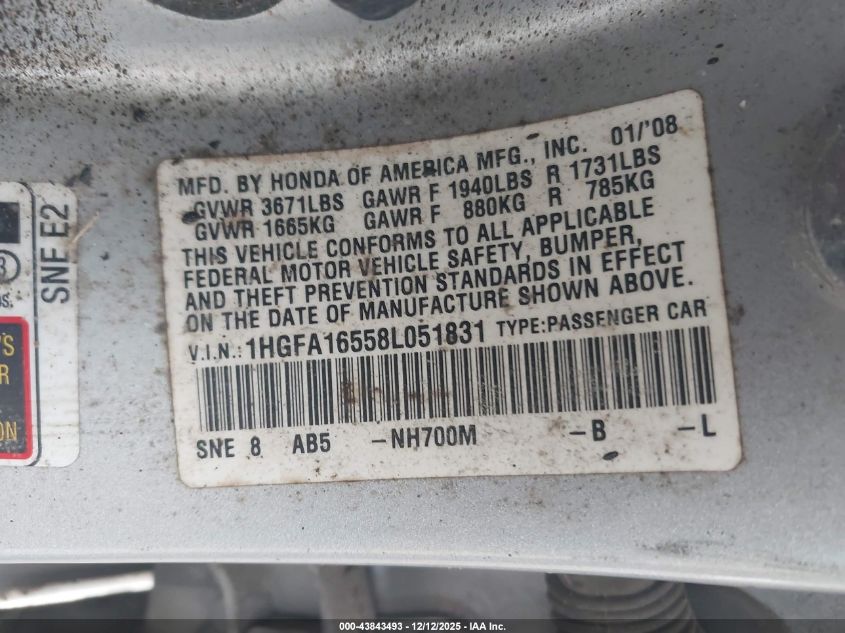 MFD. BY HONDA OF AMERICA MFG., INC. 01/'08
GVWR 3671LBS GAWR F 1940LBS R 1731LBS
GVWR 1665KG GAWR F 880KG R 785KG
THIS VEHICLE CONFORMS TO ALL APPLICABLE
FEDERAL MOTOR VEHICLE SAFETY, BUMPER,
AND THEFT PREVENTION STANDARDS IN EFFECT
ON THE DATE OF MANUFACTURE SHOWN ABOVE.
V.I.N.: 1HGFA16558L051831 TYPE:PASSENGER CAR
SNE 8 AB5 -NH700M -B -L
SNE E2
000-43843493 - 12/12/2025 - IAA Inc.